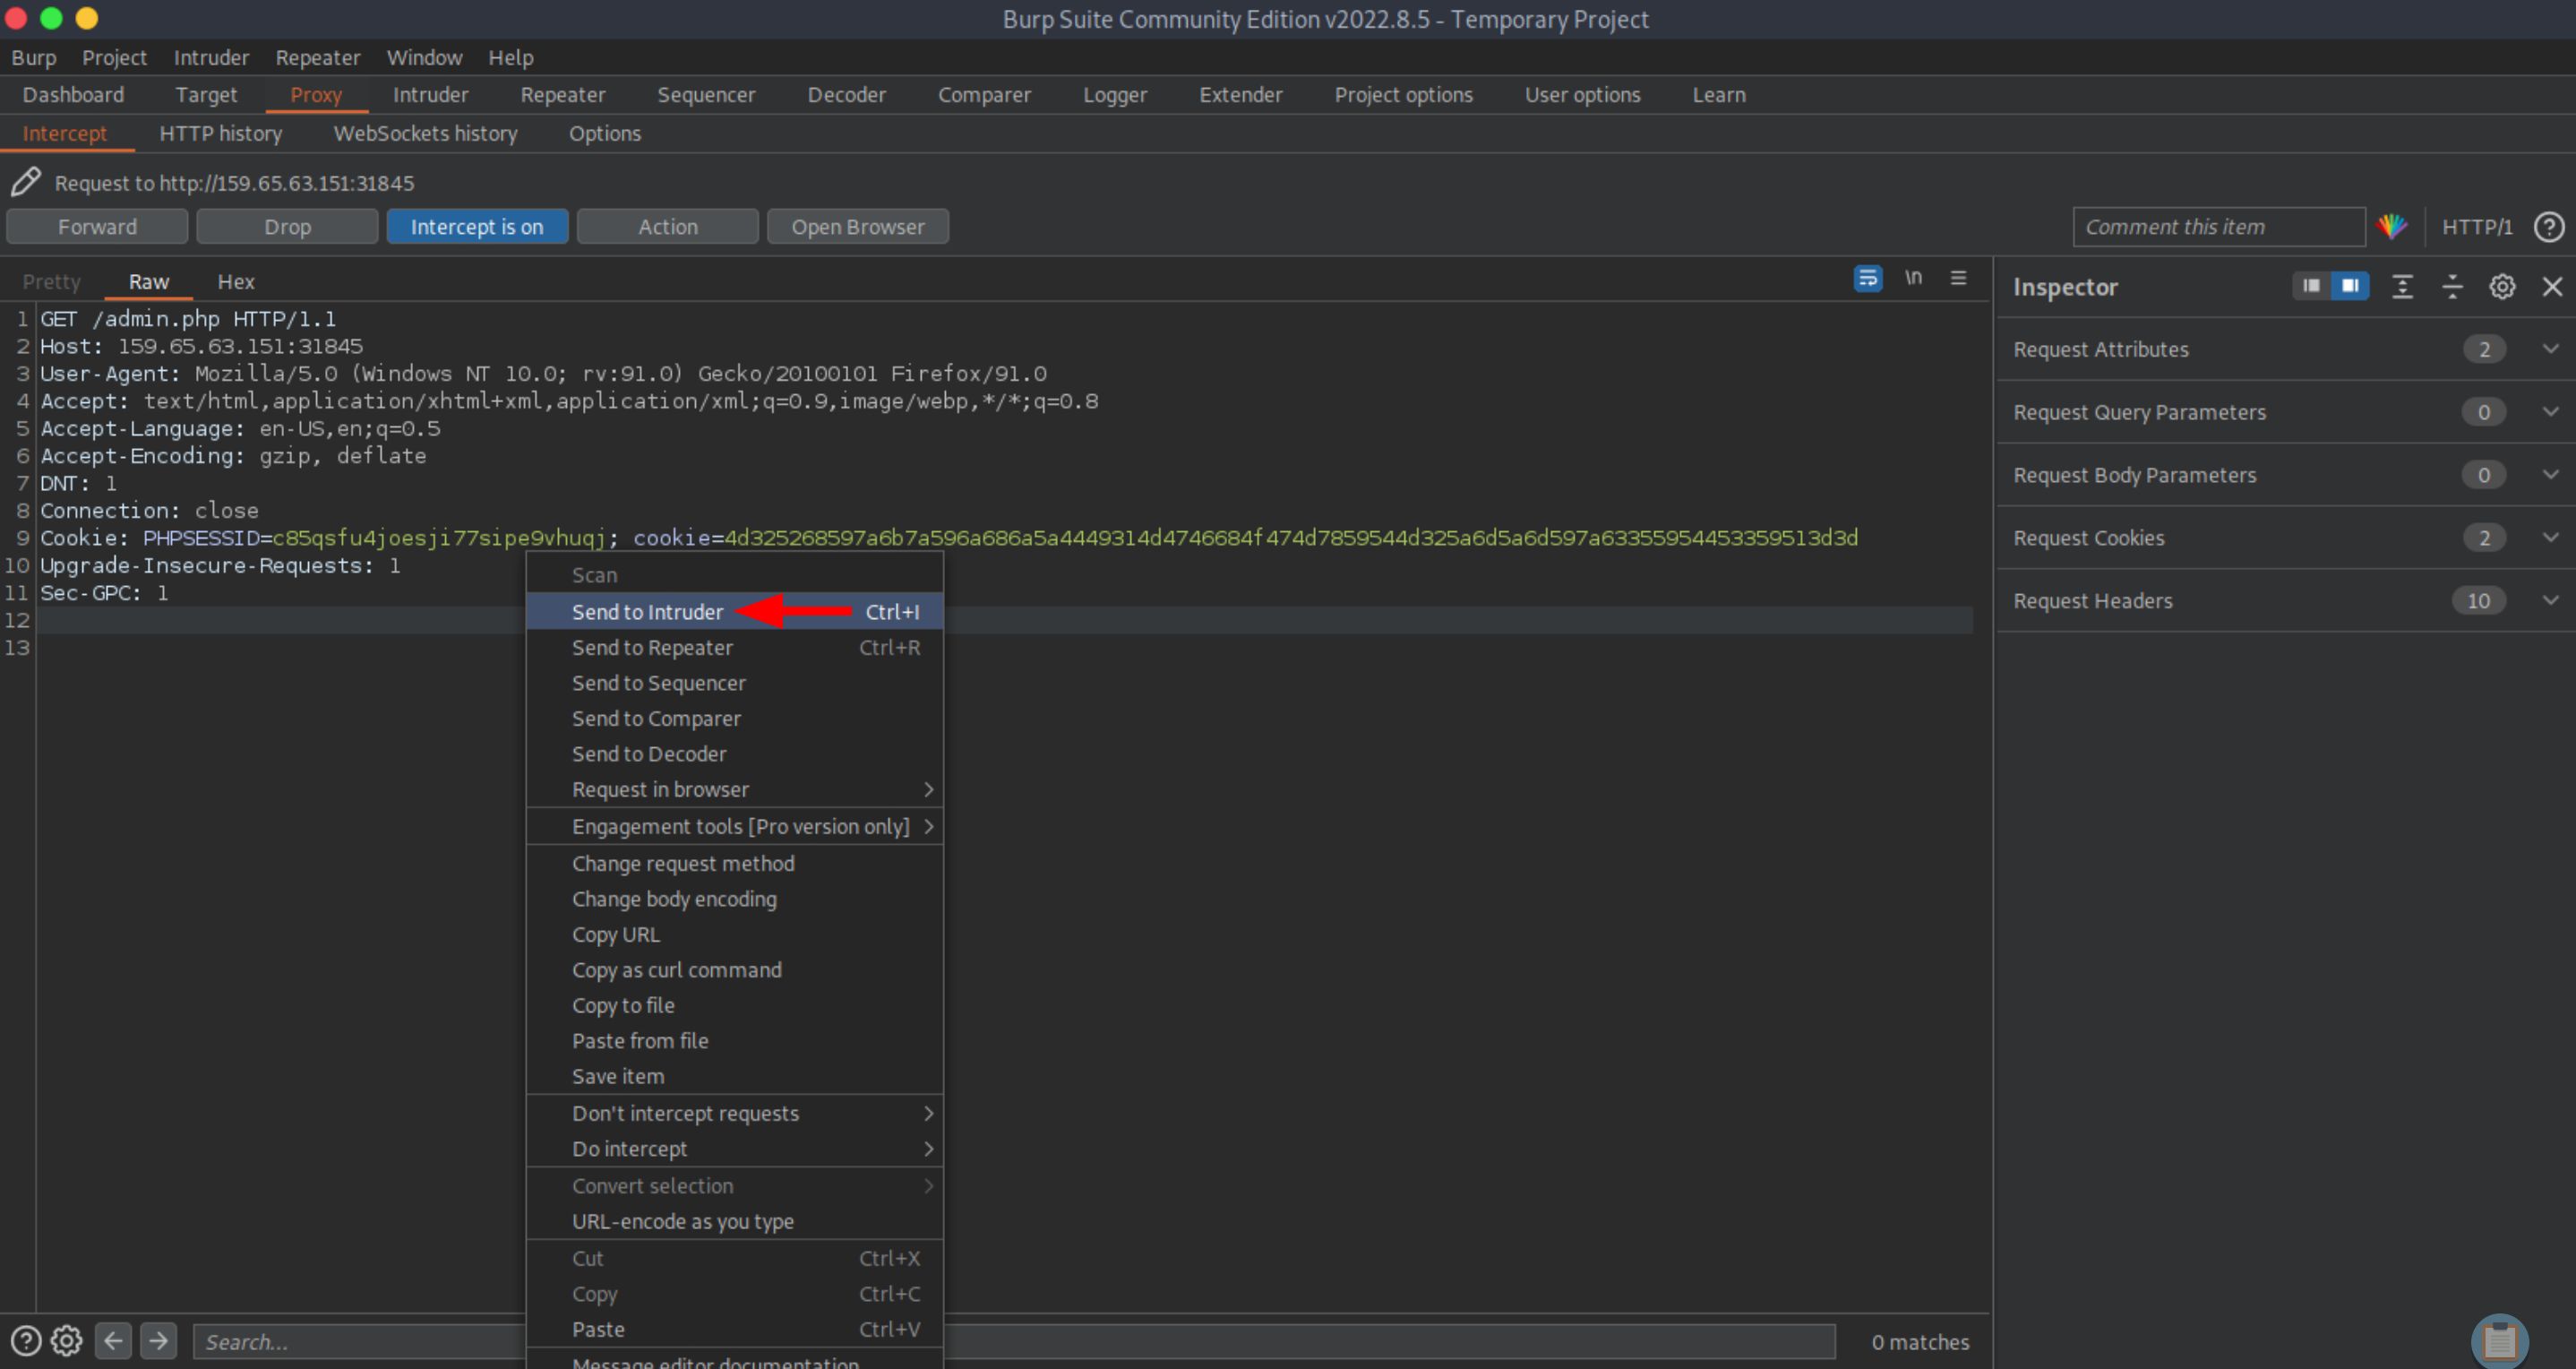 Burp Suite Community Edition v2022.8.5 - Temporary Project
Burp Project Intruder Repeater Window Help
Dashboard Target Proxy Intruder Repeater Sequencer Decoder Comparer Logger Extender Project options User options Learn
Intercept HTTP history WebSockets history Options
Request to http://159.65.63.151:31845
Forward Drop Intercept is on Action Open Browser Comment this item HTTP/1 ?
Pretty Raw Hex \n
Inspector
1 GET /admin.php HTTP/1.1
2 Host: 159.65.63.151:31845
3 User-Agent: Mozilla/5.0 (Windows NT 10.0; rv:91.0) Gecko/20100101 Firefox/91.0
4 Accept: text/html,application/xhtml+xml,application/xml;q=0.9,image/webp,*/*;q=0.8
5 Accept-Language: en-US,en;q=0.5
6 Accept-Encoding: gzip, deflate
7 DNT: 1
8 Connection: close
9 Cookie: PHPSESSID=c85qsfu4joesji77sipe9vhuqj; cookie=4d325268597a6b7a596a686a5a4449314d4746684f474d7859544d325a6d5a6d597a63355954453359513d3d
10 Upgrade-Insecure-Requests: 1
11 Sec-GPC: 1
12
13
Scan
Send to Intruder Ctrl+I
Send to Repeater Ctrl+R
Send to Sequencer
Send to Comparer
Send to Decoder
Request in browser >
Engagement tools [Pro version only] >
Change request method
Change body encoding
Copy URL
Copy as curl command
Copy to file
Paste from file
Save item
Don't intercept requests >
Do intercept >
Convert selection >
URL-encode as you type
Cut Ctrl+X
Copy Ctrl+C
Paste Ctrl+V
Message editor documentation
Request Attributes 2
Request Query Parameters 0
Request Body Parameters 0
Request Cookies 2
Request Headers 10
? Search... 0 matches